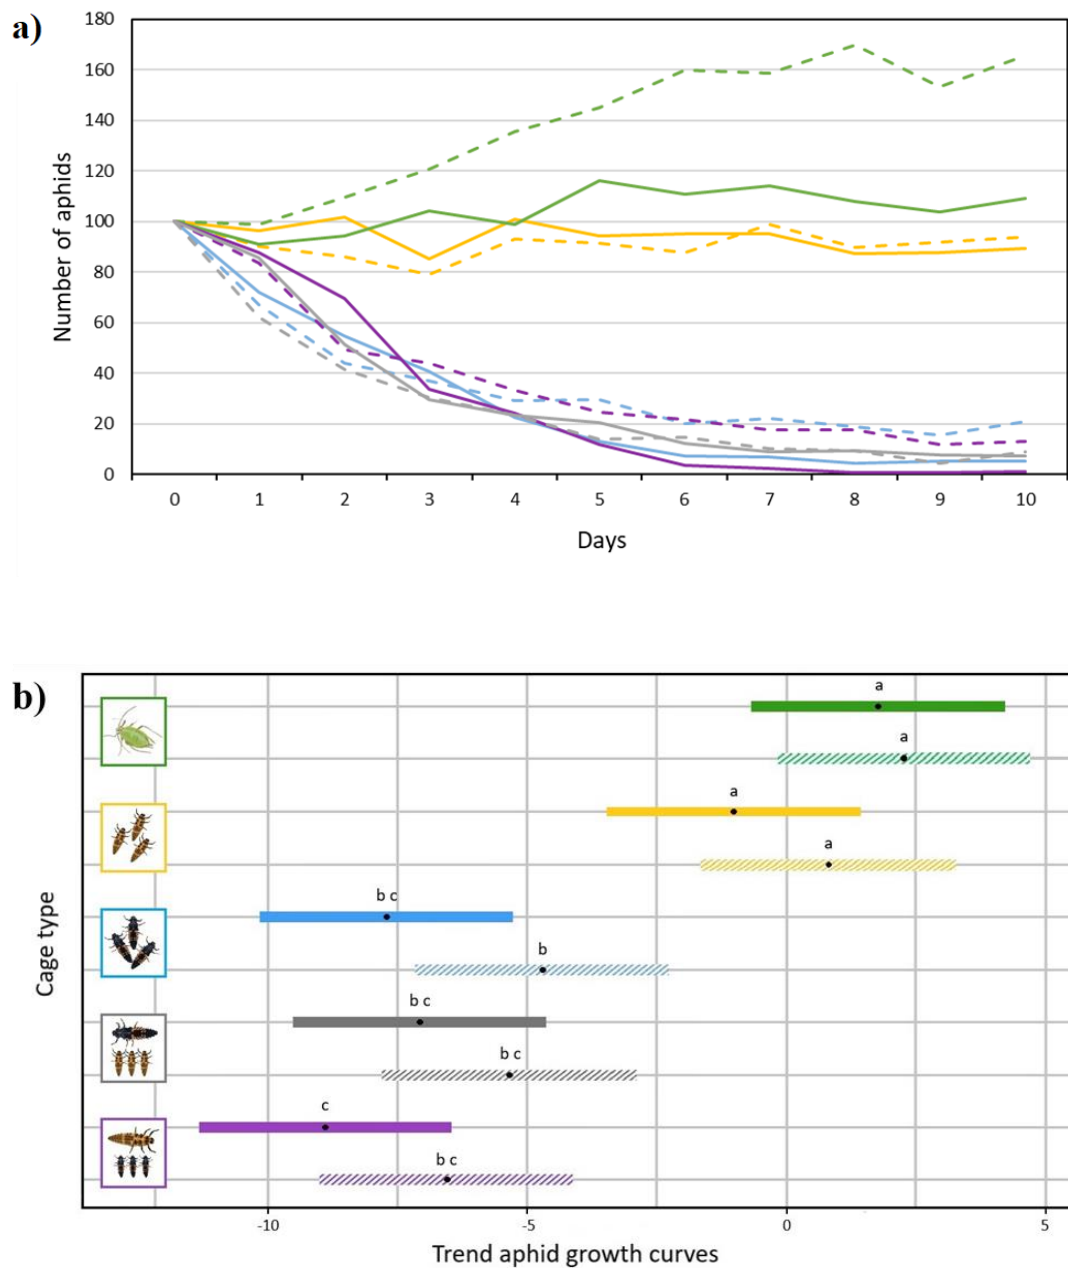 a)
180
160
140
120
100
80
60
40
20
0
Number of aphids
0 1 2 3 4 5 6 7 8 9 10
Days
b)
a
a
a
a
b c
b
b c
b c
c
b c
Cage type
-10 -5 0 5
Trend aphid growth curves